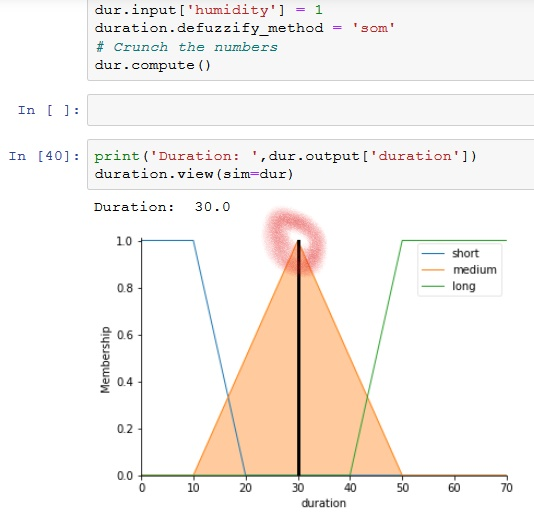 dur.input['humidity'] = 1
duration.defuzzify_method = 'som'
# Crunch the numbers
dur.compute()
In [ ]:
In [40]:
print('Duration: ',dur.output['duration'])
duration.view(sim=dur)
Duration:  30.0
1.0
0.8
0.6
0.4
0.2
0.0
Membership
short
medium
long
0 10 20 30 40 50 60 70
duration